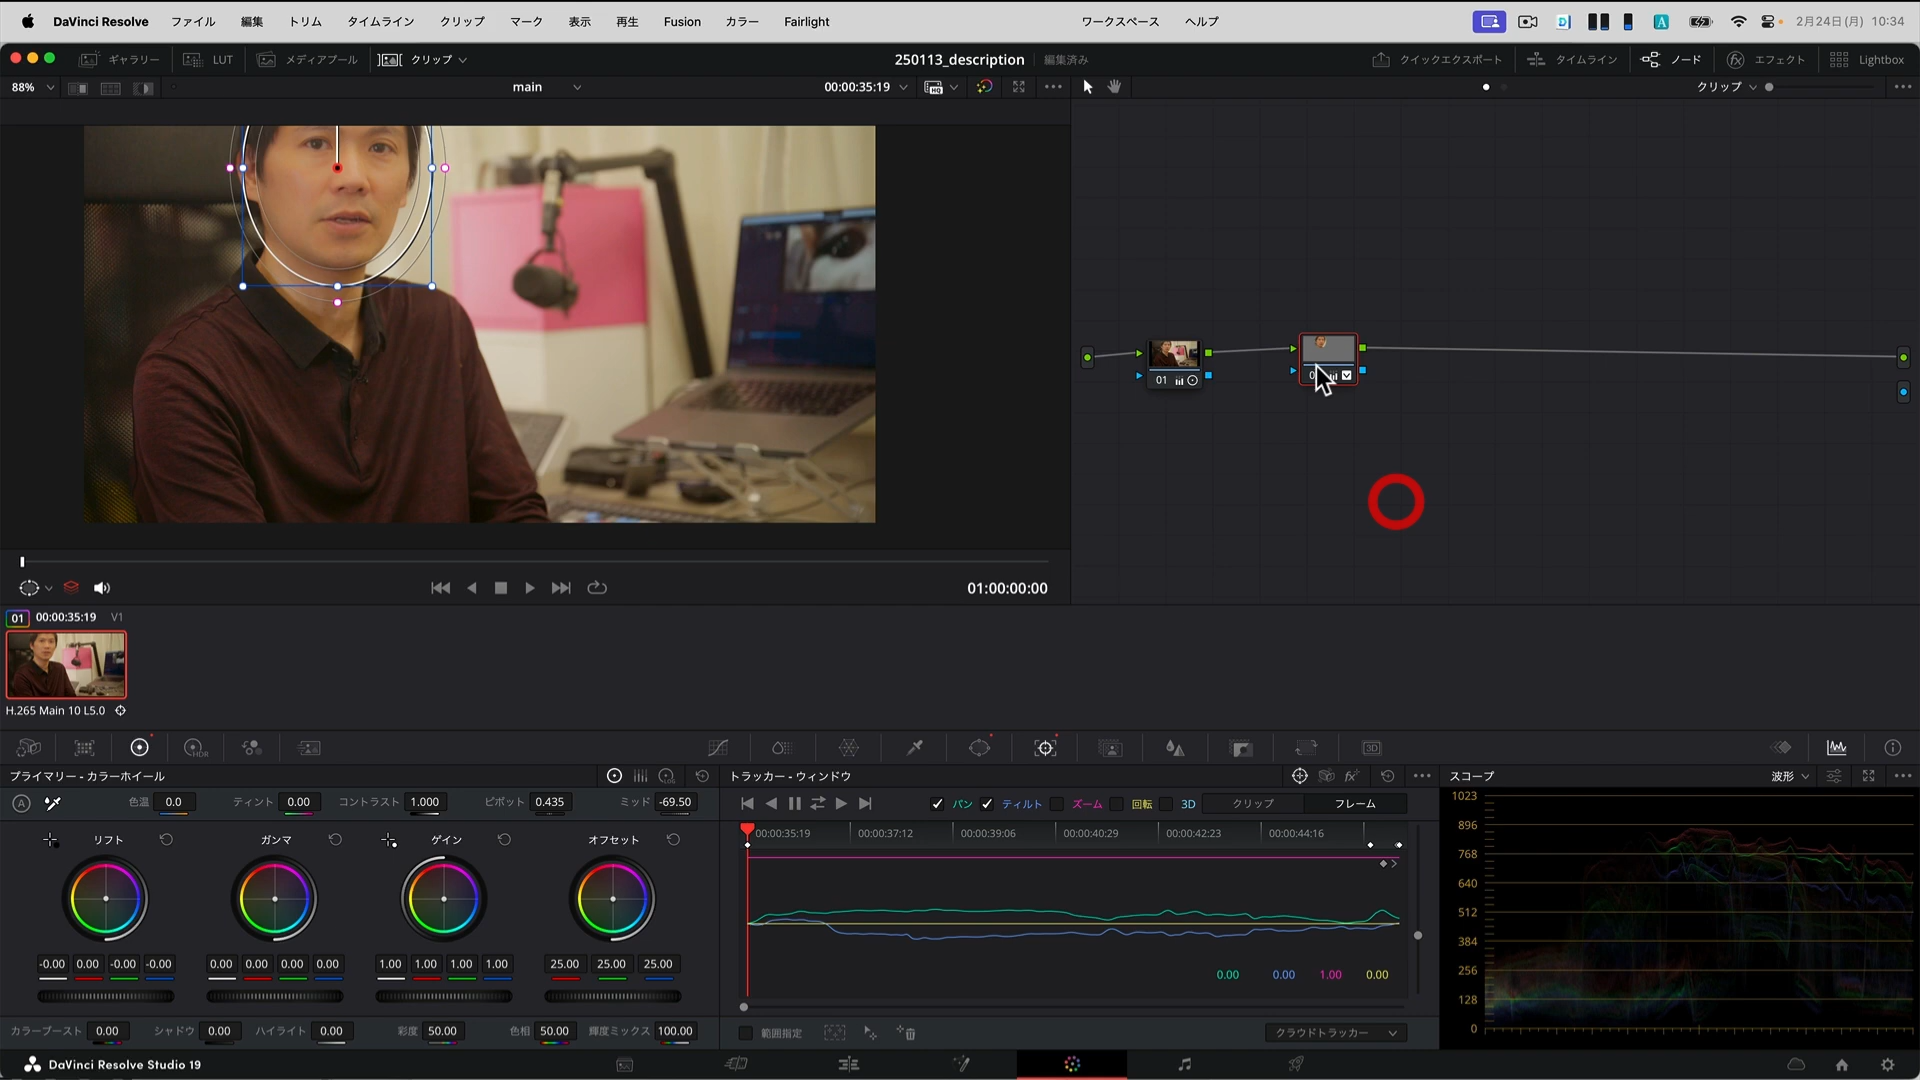 DaVinci Resolve ファイル 編集 トリム タイムライン クリップ マーク 表示 再生 Fusion カラー Fairlight ワークスペース ヘルプ A 2月24日(月) 10:34
ギャラリー LUT メディアプール クリップ 250113_description 編集済み クイックエクスポート タイムライン ノード エフェクト Lightbox
88% main 00:00:35:19 クリップ
01
01:00:00:00
01 00:00:35:19 V1
H.265 Main 10 L5.0
HDR 3D
プライマリー - カラーホイール LOG トラッカー - ウィンドウ fx スコープ 波形
A 色温 0.0 ティント 0.00 コントラスト 1.000 ピボット 0.435 ミッド -69.50 パン ティルト ズーム 回転 3D クリップ フレーム
リフト ガンマ ゲイン オフセット
00:00:35:19 00:00:37:12 00:00:39:06 00:00:40:29 00:00:42:23 00:00:44:16
-0.00 0.00 -0.00 -0.00 0.00 0.00 0.00 0.00 1.00 1.00 1.00 1.00 25.00 25.00 25.00
0.00 0.00 1.00 0.00
カラーブースト 0.00 シャドウ 0.00 ハイライト 0.00 彩度 50.00 色相 50.00 輝度ミックス 100.00 範囲指定 クラウドトラッカー
1023
896
768
640
512
384
256
128
0
DaVinci Resolve Studio 19